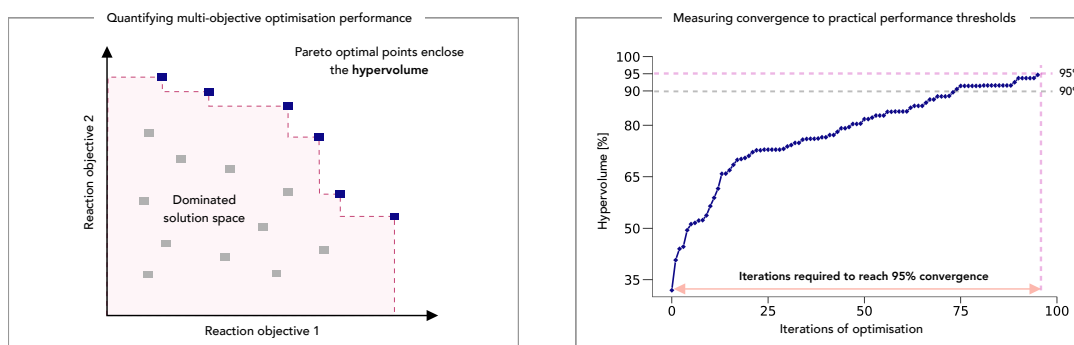 Quantifying multi-objective optimisation performance
Pareto optimal points enclose
the hypervolume
Reaction objective 2
Dominated
solution space
Reaction objective 1
Measuring convergence to practical performance thresholds
100
95
90
80
65
50
35
Hypervolume [%]
95%
90%
Iterations required to reach 95% convergence
0
25
50
75
100
Iterations of optimisation